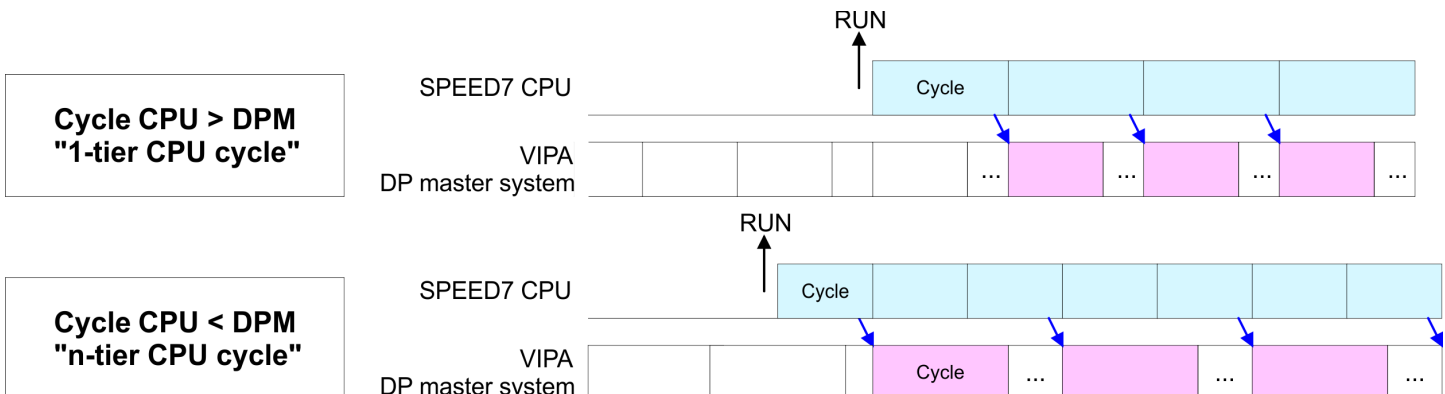 RUN
SPEED7 CPU
Cycle
Cycle CPU > DPM
"1-tier CPU cycle"
VIPA
DP master system
... ... ... ...
RUN
SPEED7 CPU
Cycle
Cycle CPU < DPM
"n-tier CPU cycle"
VIPA
DP master system
Cycle ... ... ...